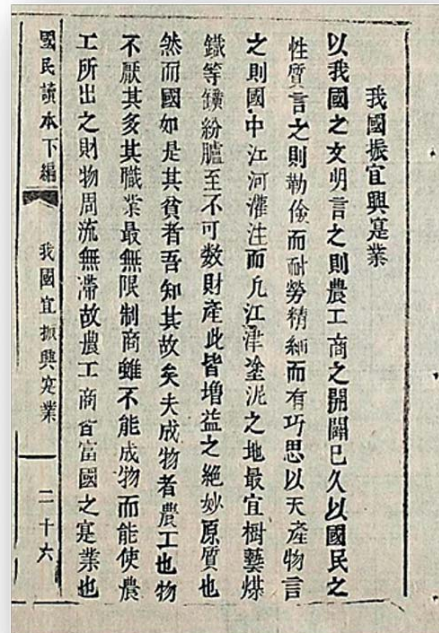 我國振宜興寔業
以我國之文明言之則農工商之開闢已久以國民之
性質言之則勤儉而耐勞精細而有巧思以天產物言
之則國中江河灌注而凡江津塗泥之地最宜樹藝煤
鐵等鑛紛臚至不可數財產此皆增益之絕妙原質也
然而國如是其貧者吾知其故矣夫成物者農工也物
不厭其多其職業最無限制商雖不能成物而能使農
工所出之財物周流無滯故農工商皆富國之寔業也
國民讀本下編 我國宜振興寔業 二十六